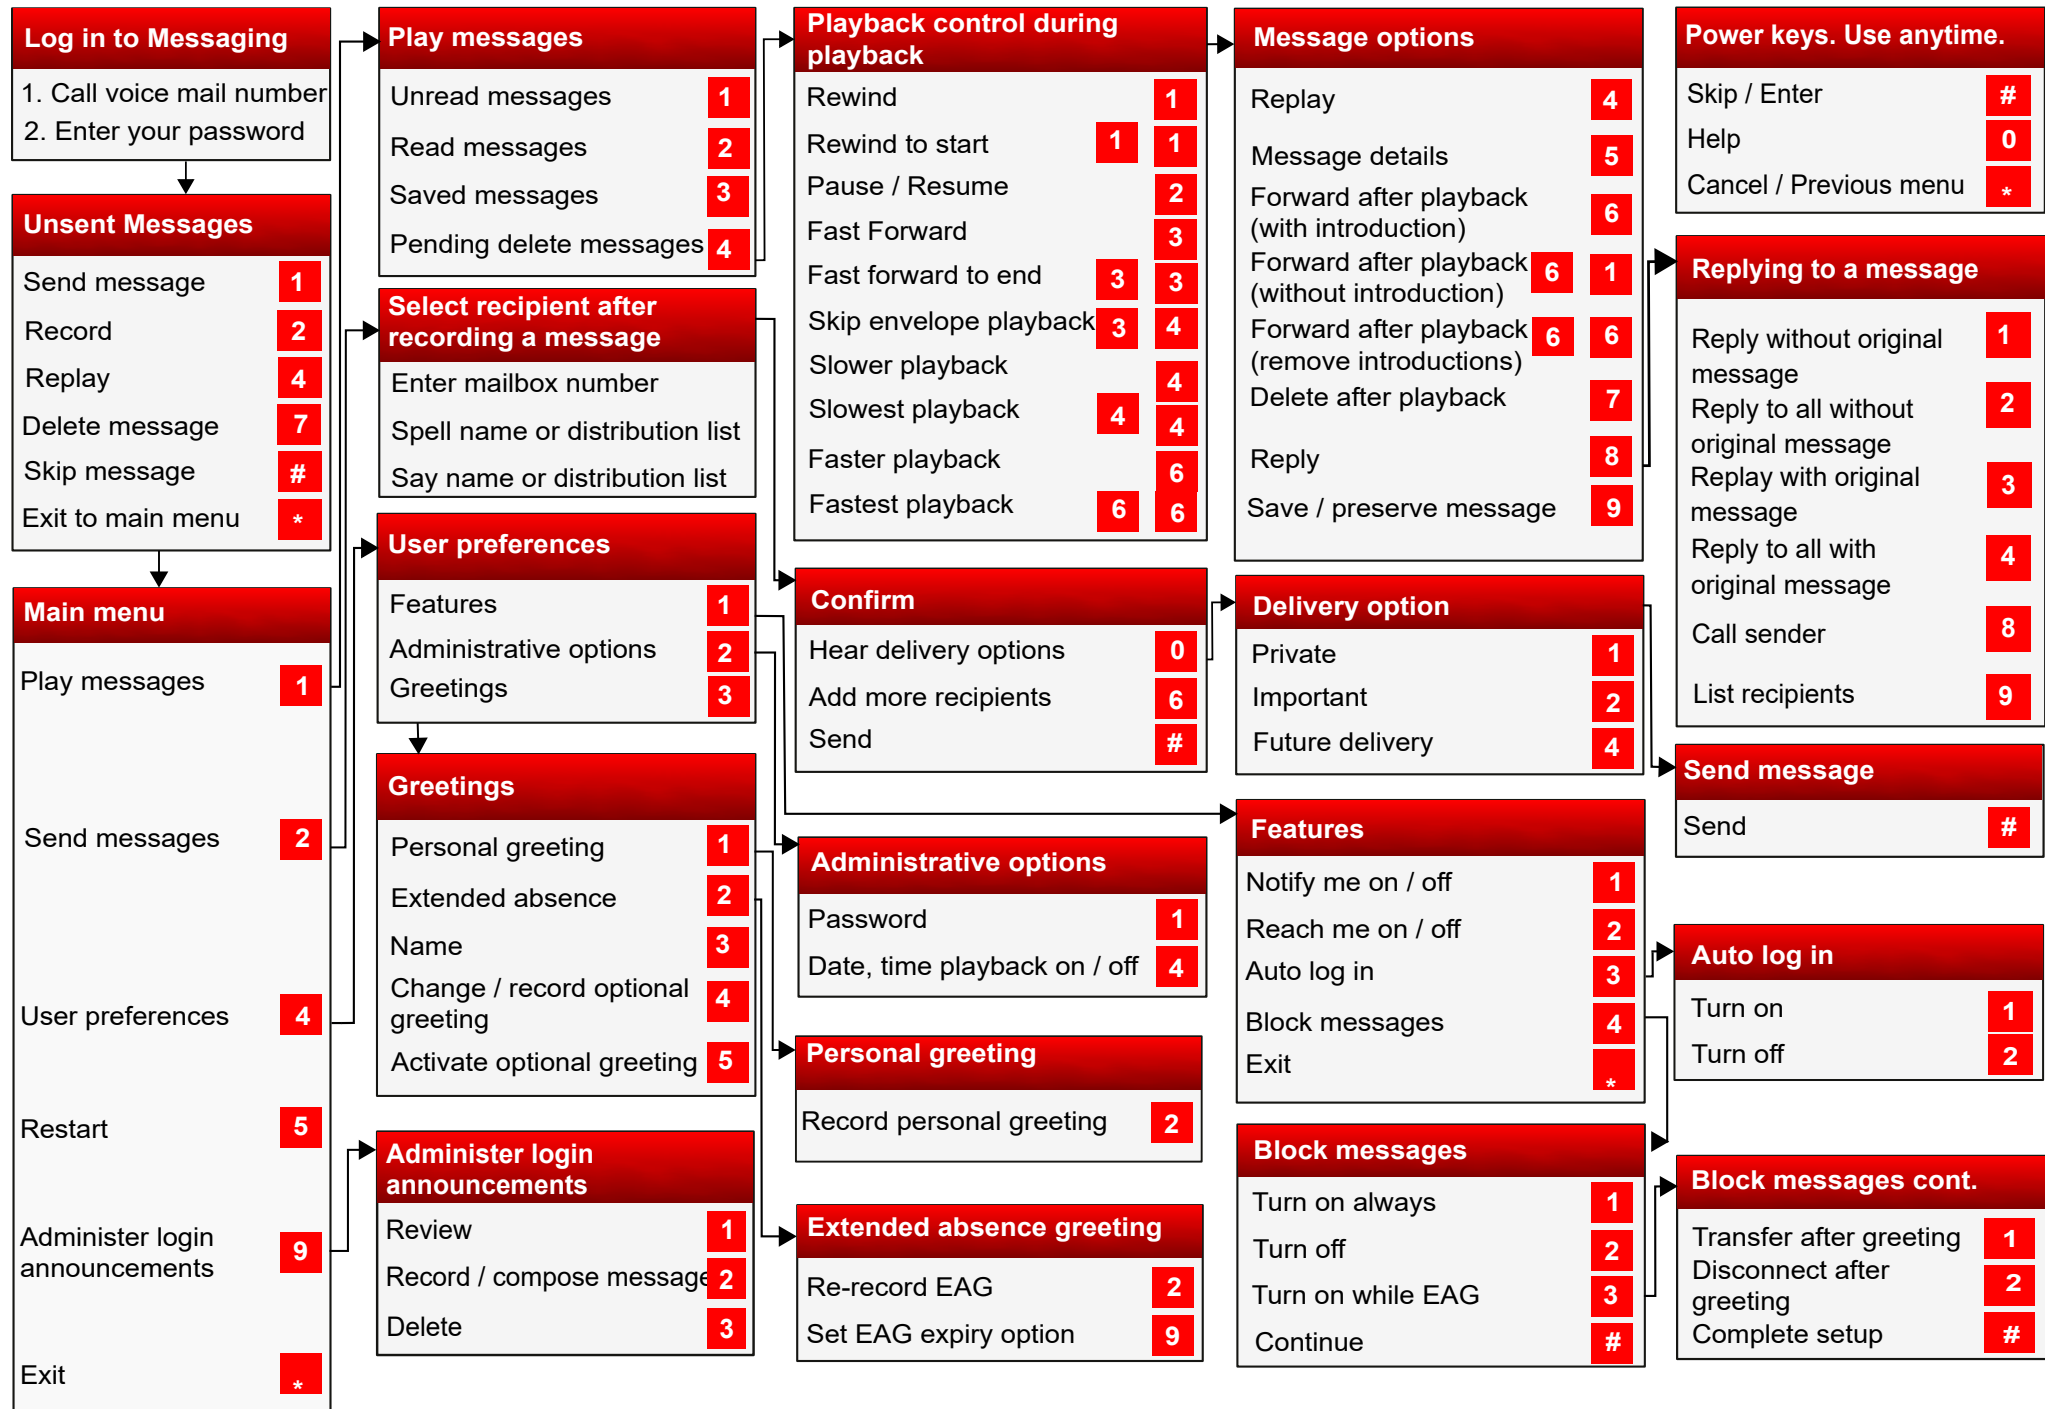 Log in to Messaging
1. Call voice mail number
2. Enter your password
Unsent Messages
Send message 1
Record 2
Replay 4
Delete message 7
Skip message #
Exit to main menu *
Main menu
Play messages 1
Send messages 2
User preferences 4
Restart 5
Administer login
announcements 9
Exit *
Play messages
Unread messages 1
Read messages 2
Saved messages 3
Pending delete messages 4
Select recipient after
recording a message
Enter mailbox number
Spell name or distribution list
Say name or distribution list
User preferences
Features 1
Administrative options 2
Greetings 3
Greetings
Personal greeting 1
Extended absence 2
Name 3
Change / record optional 4
greeting
Activate optional greeting 5
Administer login
announcements
Review 1
Record / compose message 2
Delete 3
Playback control during
playback
Rewind 1
Rewind to start 1 1
Pause / Resume 2
Fast Forward 3
Fast forward to end 3 3
Skip envelope playback 3 4
Slower playback 4
Slowest playback 4 4
Faster playback 6
Fastest playback 6 6
Confirm
Hear delivery options 0
Add more recipients 6
Send #
Administrative options
Password 1
Date, time playback on / off 4
Personal greeting
Record personal greeting 2
Extended absence greeting
Re-record EAG 2
Set EAG expiry option 9
Message options
Replay 4
Message details 5
Forward after playback 6
(with introduction)
Forward after playback 6 1
(without introduction)
Forward after playback 6 6
(remove introductions)
Delete after playback 7
Reply 8
Save / preserve message 9
Delivery option
Private 1
Important 2
Future delivery 4
Features
Notify me on / off 1
Reach me on / off 2
Auto log in 3
Block messages 4
Exit *
Block messages
Turn on always 1
Turn off 2
Turn on while EAG 3
Continue #
Power keys. Use anytime.
Skip / Enter #
Help 0
Cancel / Previous menu *
Replying to a message
Reply without original 1
message
Reply to all without 2
original message
Replay with original 3
message
Reply to all with 4
original message
Call sender 8
List recipients 9
Send message
Send #
Auto log in
Turn on 1
Turn off 2
Block messages cont.
Transfer after greeting 1
Disconnect after 2
greeting
Complete setup #